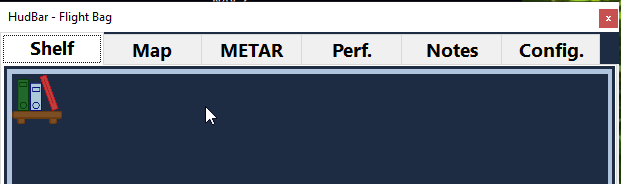 HudBar - Flight Bag
x
Shelf Map METAR Perf. Notes Config.